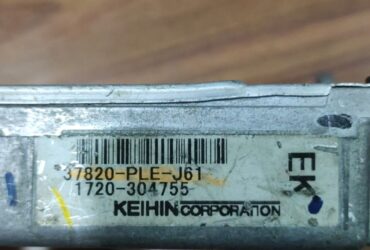 37820-PLE-J61
1720-304755
KEIHIN CORPORATION
EK